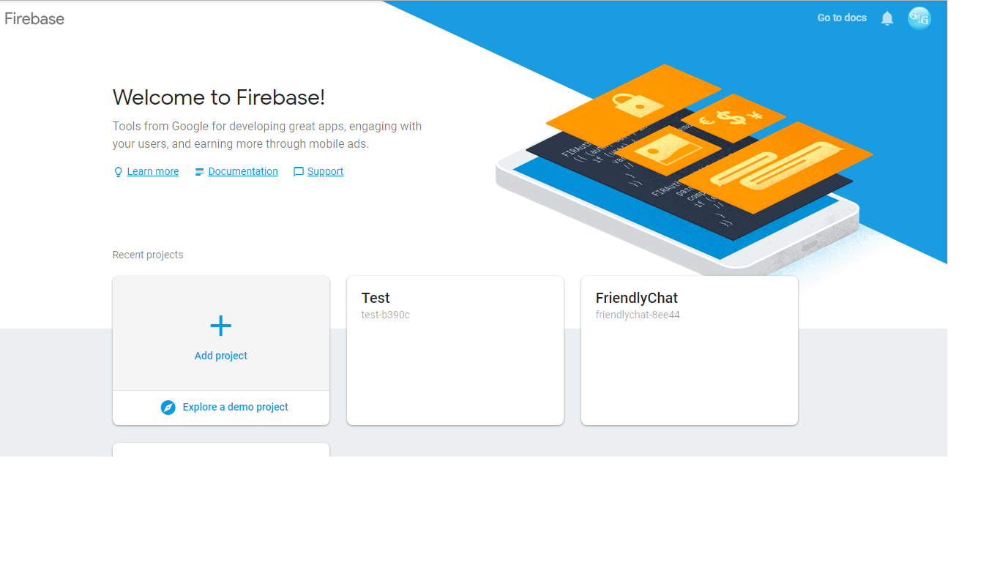 Firebase
Go to docs
GMLG
Welcome to Firebase!
Tools from Google for developing great apps, engaging with
your users, and earning more through mobile ads.
Learn more
Documentation
Support
Recent projects
Add project
Explore a demo project
Test
test-b390c
FriendlyChat
friendlychat-8ee44